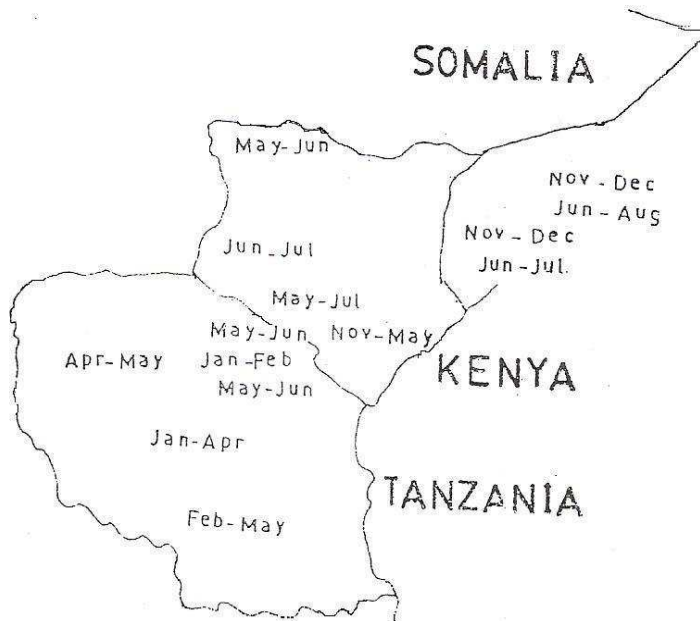 SOMALIA
May-Jun
Nov-Dec
Jun-Aug
Nov-Dec
Jun-Jul.
Jun-Jul
May-Jul
May-Jun
Nov-May
Apr-May
Jan-Feb
KENYA
May-Jun
Jan-Apr
TANZANIA
Feb-May